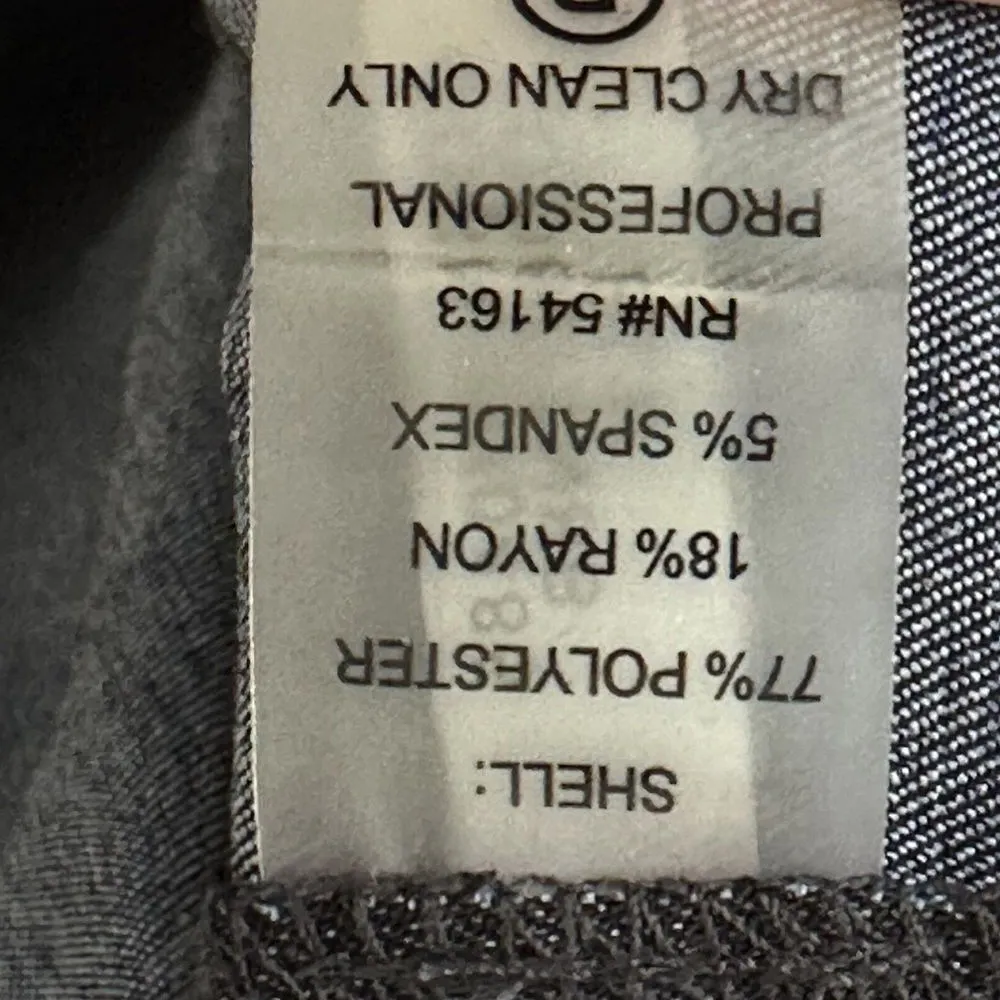 SHELL:
77% POLYESTER
18% RAYON
5% SPANDEX
RN# 54163
PROFESSIONAL
DRY CLEAN ONLY